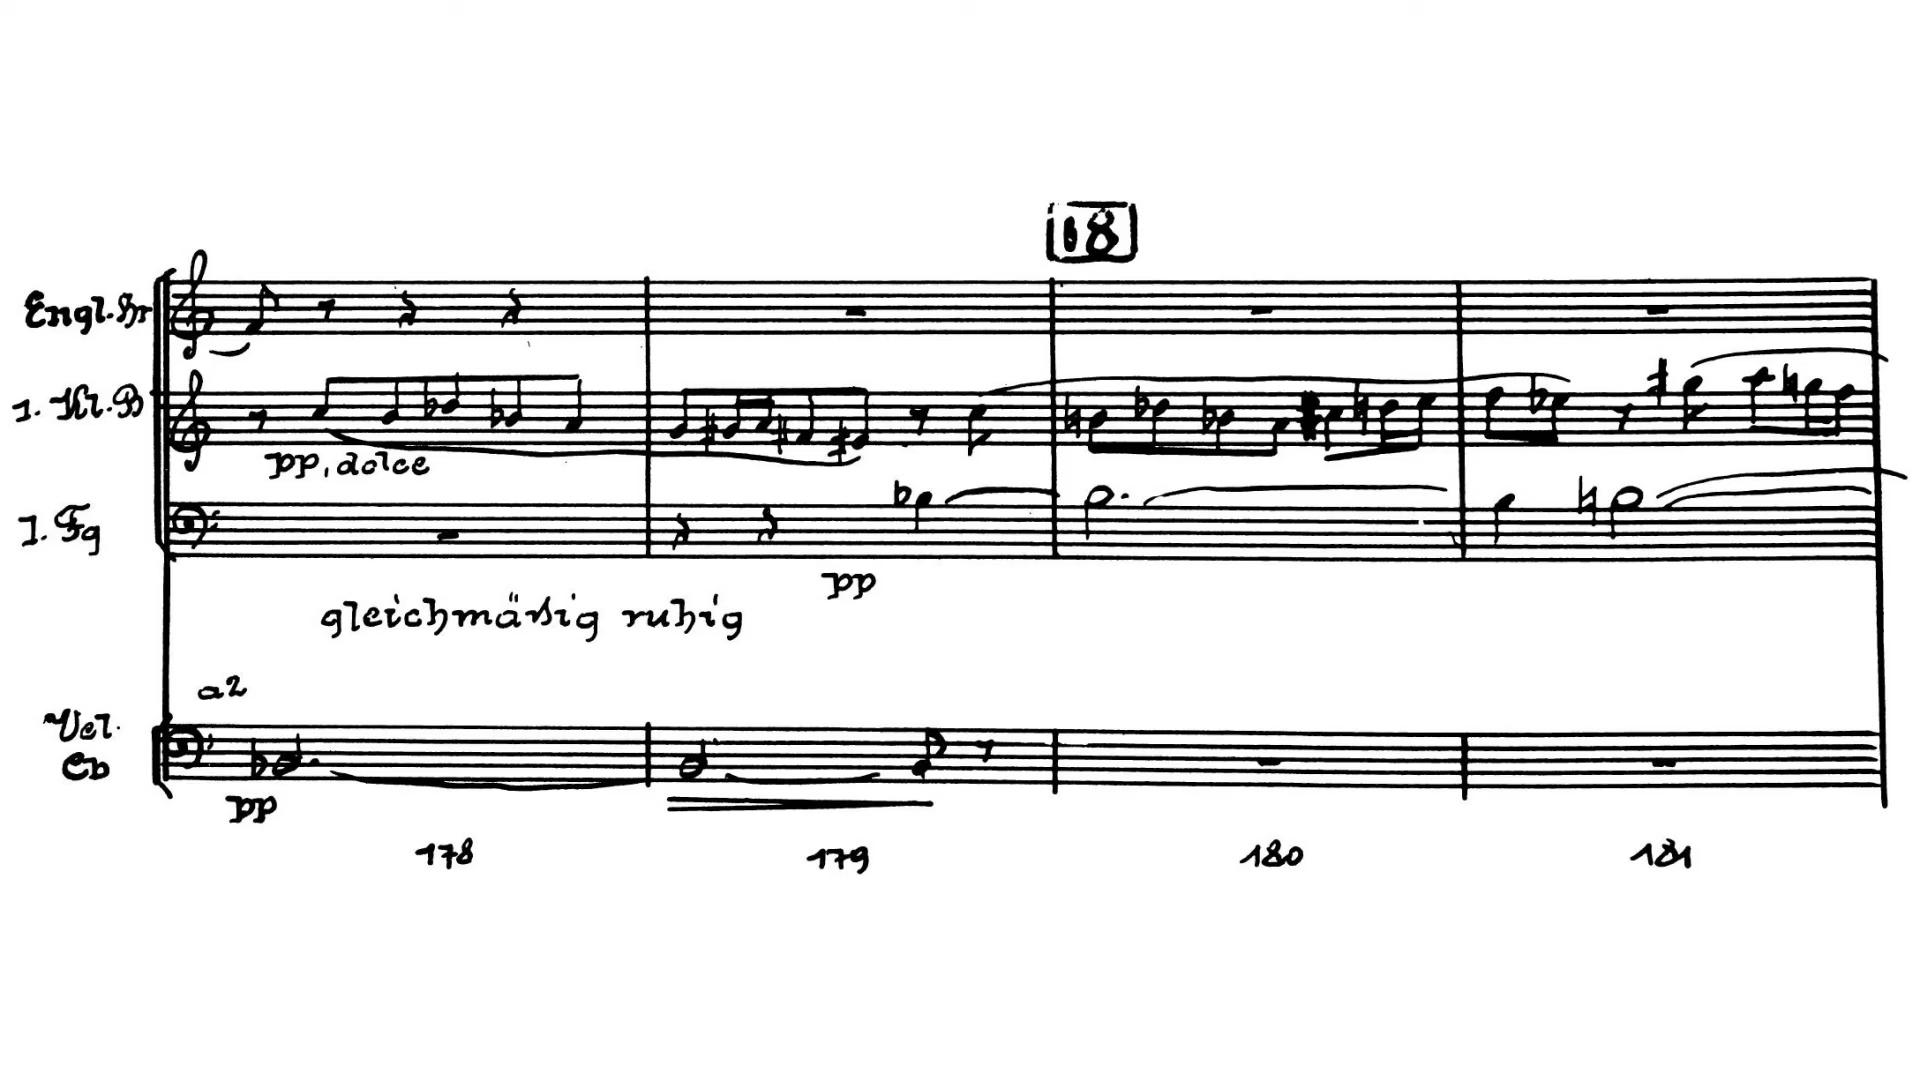 18
Engl. Hr
1. Kl. B
pp, dolce
1. Fg
pp
gleichmäßig ruhig
a2
Vcl.
Cb
pp
178 179 180 181